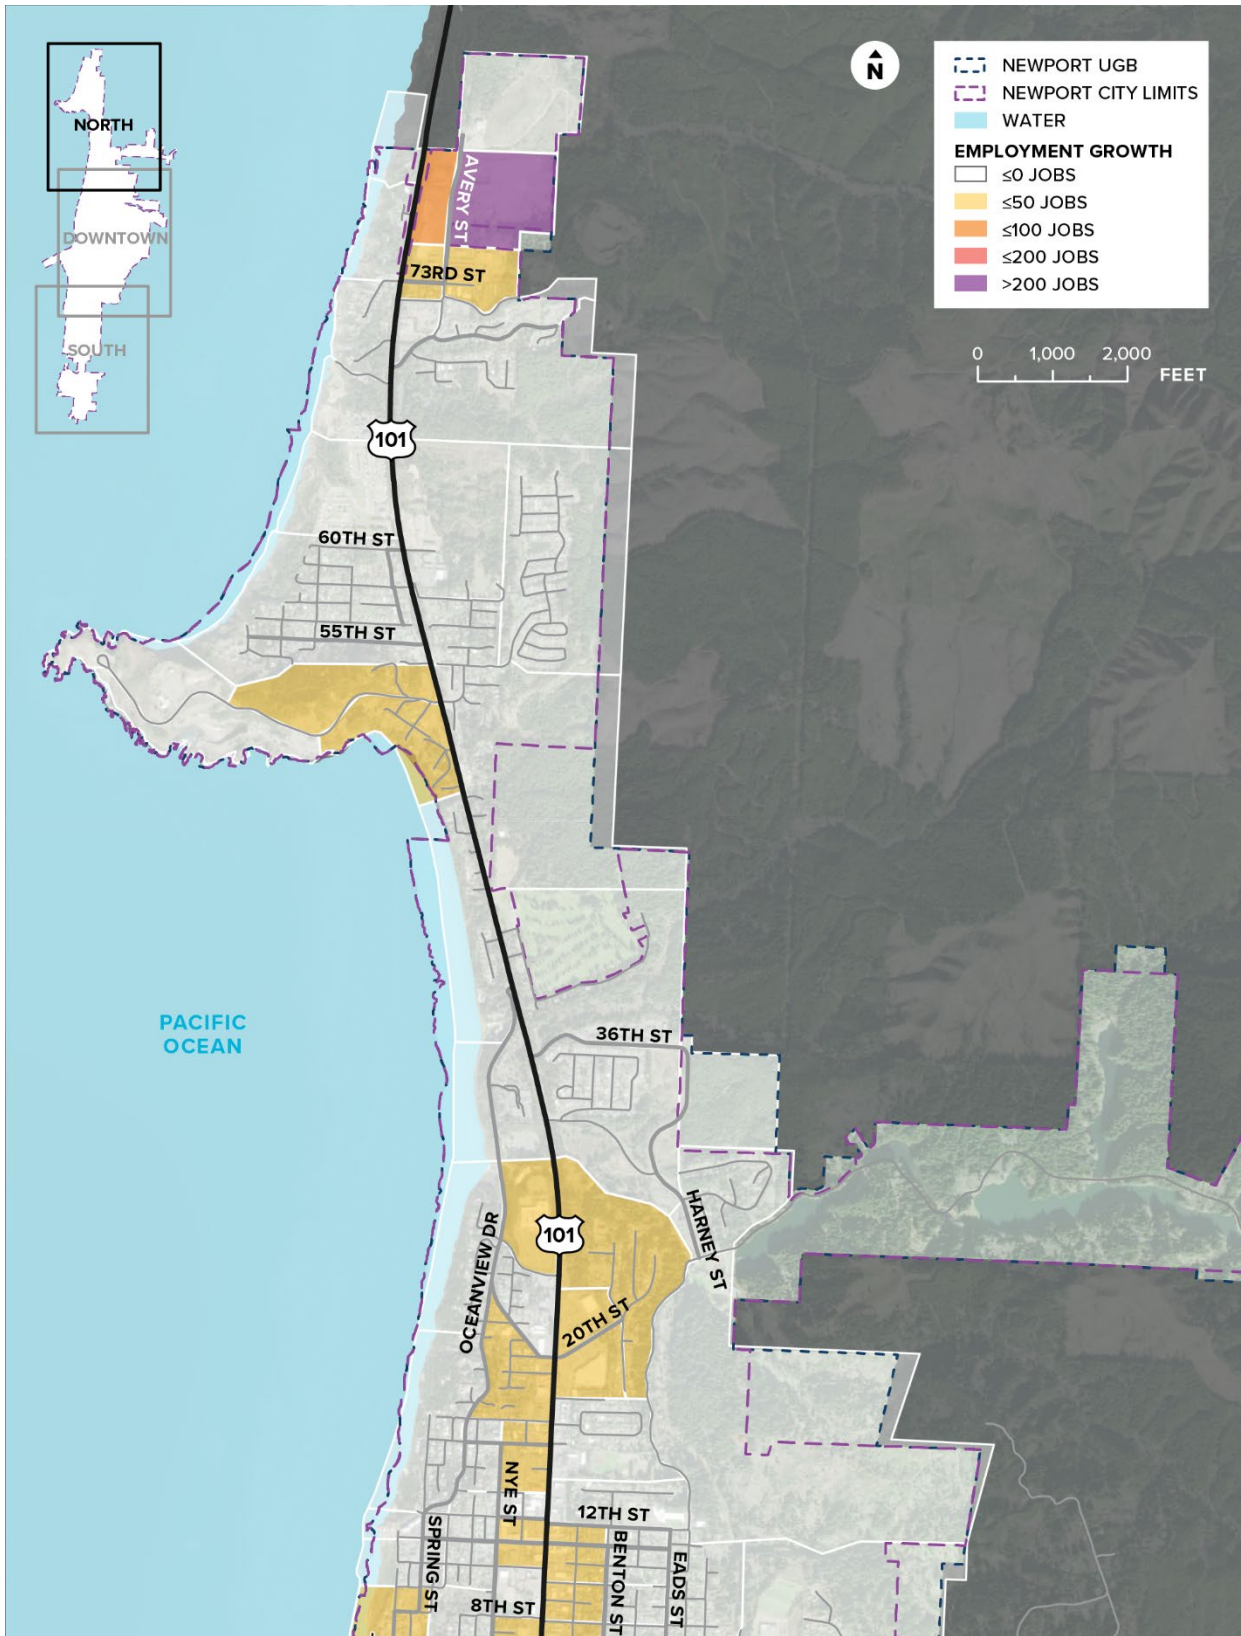 NORTH
DOWNTOWN
SOUTH
N
NEWPORT UGB
NEWPORT CITY LIMITS
WATER
EMPLOYMENT GROWTH
≤0 JOBS
≤50 JOBS
≤100 JOBS
≤200 JOBS
>200 JOBS
0 1,000 2,000
FEET
AVERY ST
73RD ST
101
60TH ST
55TH ST
PACIFIC
OCEAN
36TH ST
HARNEY ST
OCEANVIEW DR
101
20TH ST
NYE ST
12TH ST
SPRING ST
BENTON ST
EADS ST
8TH ST